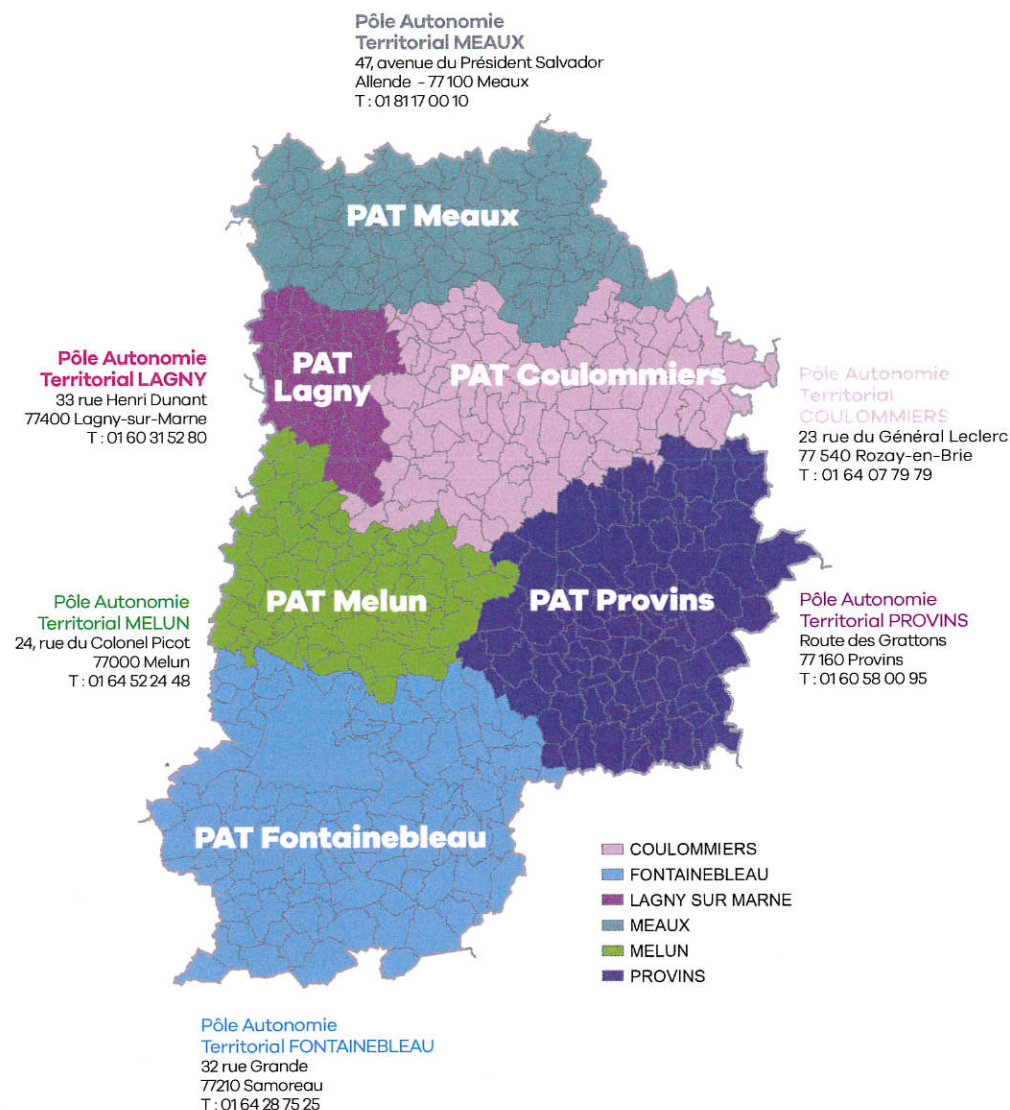 Pôle Autonomie
Territorial MEAUX
47, avenue du Président Salvador
Allende - 77 100 Meaux
T : 01 81 17 00 10
PAT Meaux
Pôle Autonomie
Territorial LAGNY
33 rue Henri Dunant
77400 Lagny-sur-Marne
T : 01 60 31 52 80
PAT
Lagny
PAT Coulommiers
Pôle Autonomie
Territorial
COULOMMIERS
23 rue du Général Leclerc
77 540 Rozay-en-Brie
T : 01 64 07 79 79
Pôle Autonomie
Territorial MELUN
24, rue du Colonel Picot
77000 Melun
T : 01 64 52 24 48
PAT Melun
PAT Provins
Pôle Autonomie
Territorial PROVINS
Route des Grattons
77 160 Provins
T : 01 60 58 00 95
PAT Fontainebleau
COULOMMIERS
FONTAINEBLEAU
LAGNY SUR MARNE
MEAUX
MELUN
PROVINS
Pôle Autonomie
Territorial FONTAINEBLEAU
32 rue Grande
77210 Samoreau
T : 01 64 28 75 25